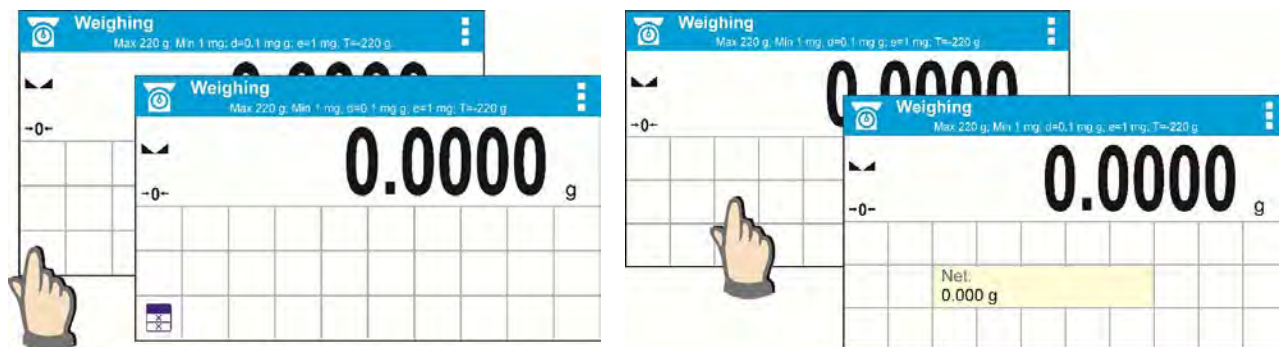 Weighing
Max 220 g; Min 1 mg; d=0.1 mg g; e=1 mg; T=-220 g
→0←
Weighing
Max 220 g; Min 1 mg; d=0.1 mg g; e=1 mg; T=-220 g
0.0000 g
→0←
Weighing
Max 220 g; Min 1 mg; d=0.1 mg g; e=1 mg; T=-220 g
0.0000
→0←
Weighing
Max 220 g; Min 1 mg; d=0.1 mg g; e=1 mg; T=-220 g
0.0000 g
→0←
Net:
0.000 g